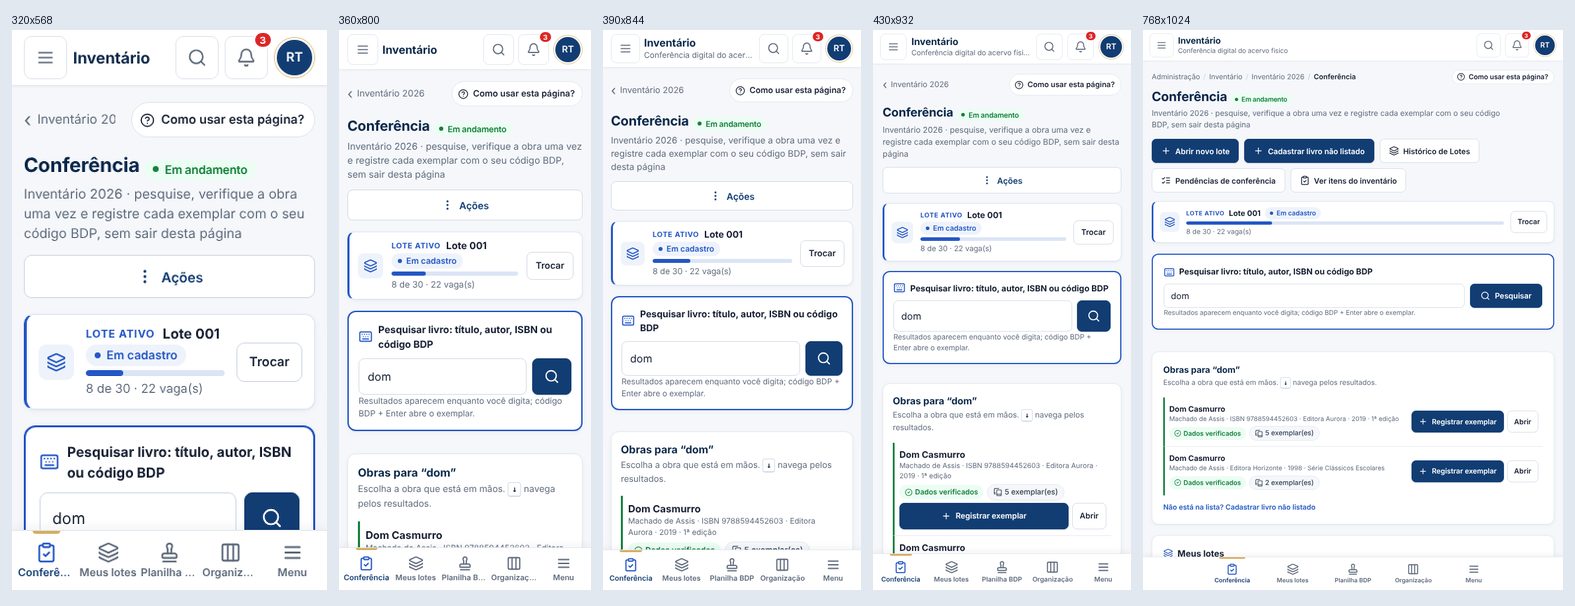 320x568
Inventário
3
RT
Inventário 20
Como usar esta página?
Conferência
Em andamento
Inventário 2026 · pesquise, verifique a obra
uma vez e registre cada exemplar com o seu
código BDP, sem sair desta página
Ações
LOTE ATIVO Lote 001
Em cadastro
8 de 30 · 22 vaga(s)
Trocar
Pesquisar livro: título, autor, ISBN
ou código BDP
dom
Conferê...
Meus lotes
Planilha ...
Organiz...
Menu
360x800
Inventário
3
RT
Inventário 2026
Como usar esta página?
Conferência
Em andamento
Inventário 2026 · pesquise, verifique a obra uma vez
e registre cada exemplar com o seu código BDP,
sem sair desta página
Ações
LOTE ATIVO Lote 001
Em cadastro
8 de 30 · 22 vaga(s)
Trocar
Pesquisar livro: título, autor, ISBN ou
código BDP
dom
Resultados aparecem enquanto você digita; código
BDP + Enter abre o exemplar.
Obras para “dom”
Escolha a obra que está em mãos. ↓ navega
pelos resultados.
Dom Casmurro
Machado de Assis · ISBN 9788594452603 · Editora
Conferência
Meus lotes
Planilha B...
Organizaç...
Menu
390x844
Inventário
Conferência digital do acer...
3
RT
Inventário 2026
Como usar esta página?
Conferência
Em andamento
Inventário 2026 · pesquise, verifique a obra uma vez e
registre cada exemplar com o seu código BDP, sem sair
desta página
Ações
LOTE ATIVO Lote 001
Em cadastro
8 de 30 · 22 vaga(s)
Trocar
Pesquisar livro: título, autor, ISBN ou código
BDP
dom
Resultados aparecem enquanto você digita; código BDP +
Enter abre o exemplar.
Obras para “dom”
Escolha a obra que está em mãos. ↓ navega pelos
resultados.
Dom Casmurro
Machado de Assis · ISBN 9788594452603 · Editora
Aurora · 2019 · 1ª edição
Dados verificados
5 exemplar(es)
Conferência
Meus lotes
Planilha BDP
Organização
Menu
430x932
Inventário
Conferência digital do acervo físi...
3
RT
Inventário 2026
Como usar esta página?
Conferência
Em andamento
Inventário 2026 · pesquise, verifique a obra uma vez e
registre cada exemplar com o seu código BDP, sem sair desta
página
Ações
LOTE ATIVO Lote 001
Em cadastro
8 de 30 · 22 vaga(s)
Trocar
Pesquisar livro: título, autor, ISBN ou código BDP
dom
Resultados aparecem enquanto você digita; código BDP +
Enter abre o exemplar.
Obras para “dom”
Escolha a obra que está em mãos. ↓ navega pelos
resultados.
Dom Casmurro
Machado de Assis · ISBN 9788594452603 · Editora Aurora ·
2019 · 1ª edição
Dados verificados
5 exemplar(es)
Registrar exemplar
Abrir
Dom Casmurro
Conferência
Meus lotes
Planilha BDP
Organização
Menu
768x1024
Inventário
Conferência digital do acervo físico
3
RT
Administração / Inventário / Inventário 2026 / Conferência
Como usar esta página?
Conferência
Em andamento
Inventário 2026 · pesquise, verifique a obra uma vez e registre cada exemplar com o seu código
BDP, sem sair desta página
Abrir novo lote
Cadastrar livro não listado
Histórico de Lotes
Pendências de conferência
Ver itens do inventário
LOTE ATIVO Lote 001 Em cadastro
8 de 30 · 22 vaga(s)
Trocar
Pesquisar livro: título, autor, ISBN ou código BDP
dom
Pesquisar
Resultados aparecem enquanto você digita; código BDP + Enter abre o exemplar.
Obras para “dom”
Escolha a obra que está em mãos. ↓ navega pelos resultados.
Dom Casmurro
Machado de Assis · ISBN 9788594452603 · Editora Aurora · 2019 · 1ª edição
Dados verificados
5 exemplar(es)
Registrar exemplar
Abrir
Dom Casmurro
Machado de Assis · Editora Horizonte · 1998 · Série Clássicos Escolares
Dados verificados
2 exemplar(es)
Registrar exemplar
Abrir
Não está na lista? Cadastrar livro não listado
Meus lotes
Conferência
Meus lotes
Planilha BDP
Organização
Menu